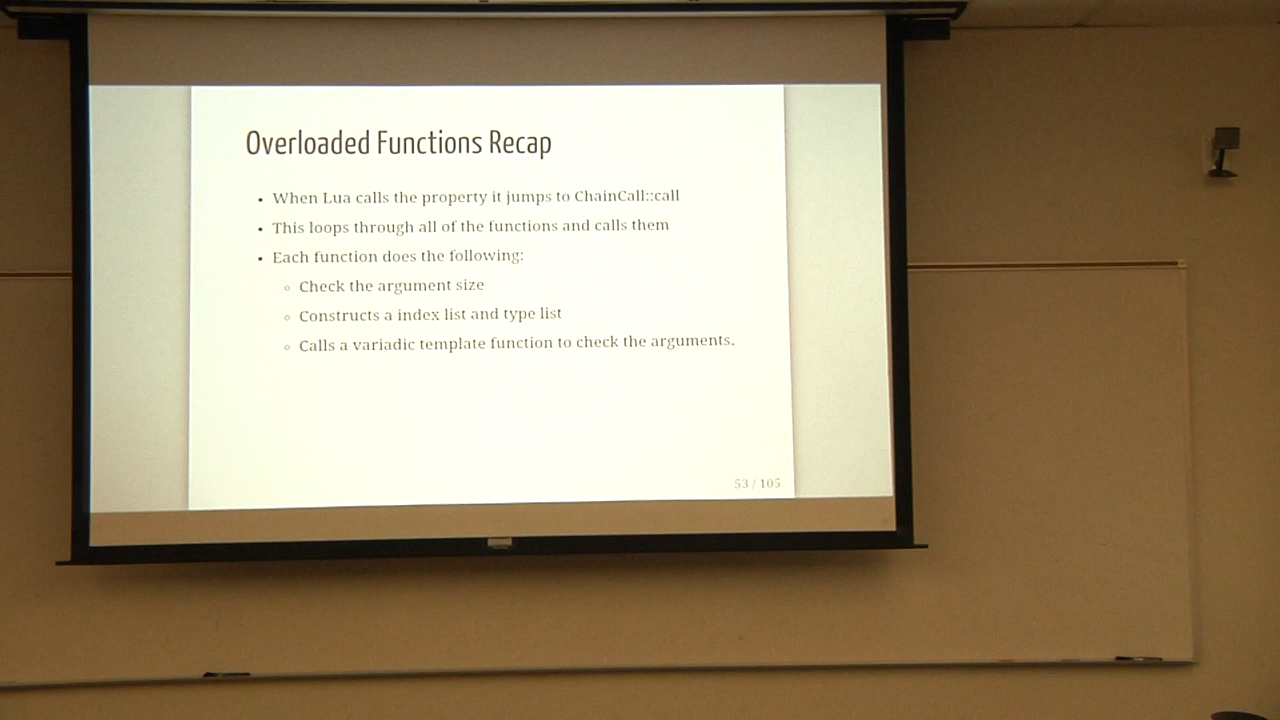 Overloaded Functions Recap
• When Lua calls the property it jumps to ChainCall::call
• This loops through all of the functions and calls them
• Each function does the following:
◦ Check the argument size
◦ Constructs a index list and type list
◦ Calls a variadic template function to check the arguments.
53 / 105